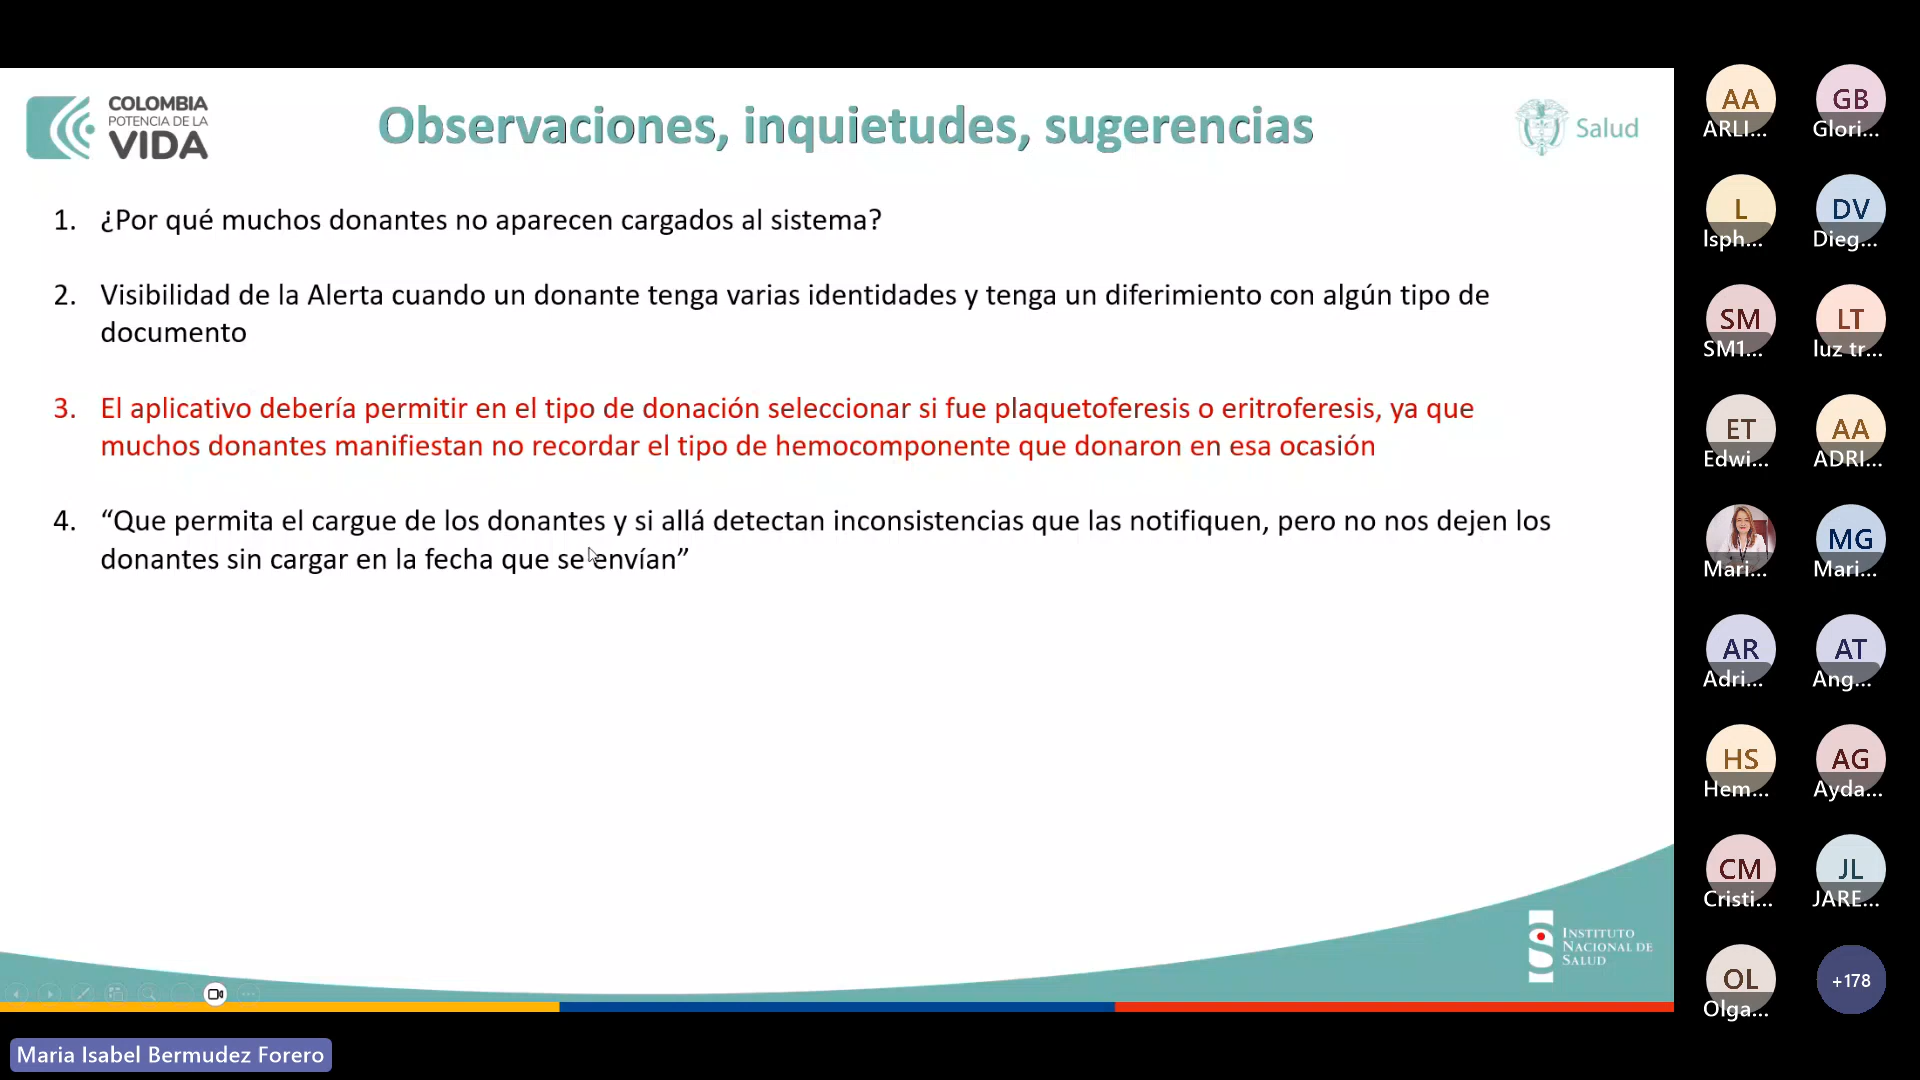 COLOMBIA
POTENCIA DE LA
VIDA
Observaciones, inquietudes, sugerencias
Salud
1. ¿Por qué muchos donantes no aparecen cargados al sistema?
2. Visibilidad de la Alerta cuando un donante tenga varias identidades y tenga un diferimiento con algún tipo de
documento
3. El aplicativo debería permitir en el tipo de donación seleccionar si fue plaquetoferesis o eritroferesis, ya que
muchos donantes manifiestan no recordar el tipo de hemocomponente que donaron en esa ocasión
4. “Que permita el cargue de los donantes y si allá detectan inconsistencias que las notifiquen, pero no nos dejen los
donantes sin cargar en la fecha que se envían”
INSTITUTO
NACIONAL DE
SALUD
Maria Isabel Bermudez Forero
AA
ARLI...
GB
Glori...
L
lsph...
DV
Dieg...
SM
SM1...
LT
luz tr...
ET
Edwi...
AA
ADRI...
Mari...
MG
Mari...
AR
Adri...
AT
Ang...
HS
Hem...
AG
Ayda...
CM
Cristi...
JL
JARE...
OL
Olga...
+178